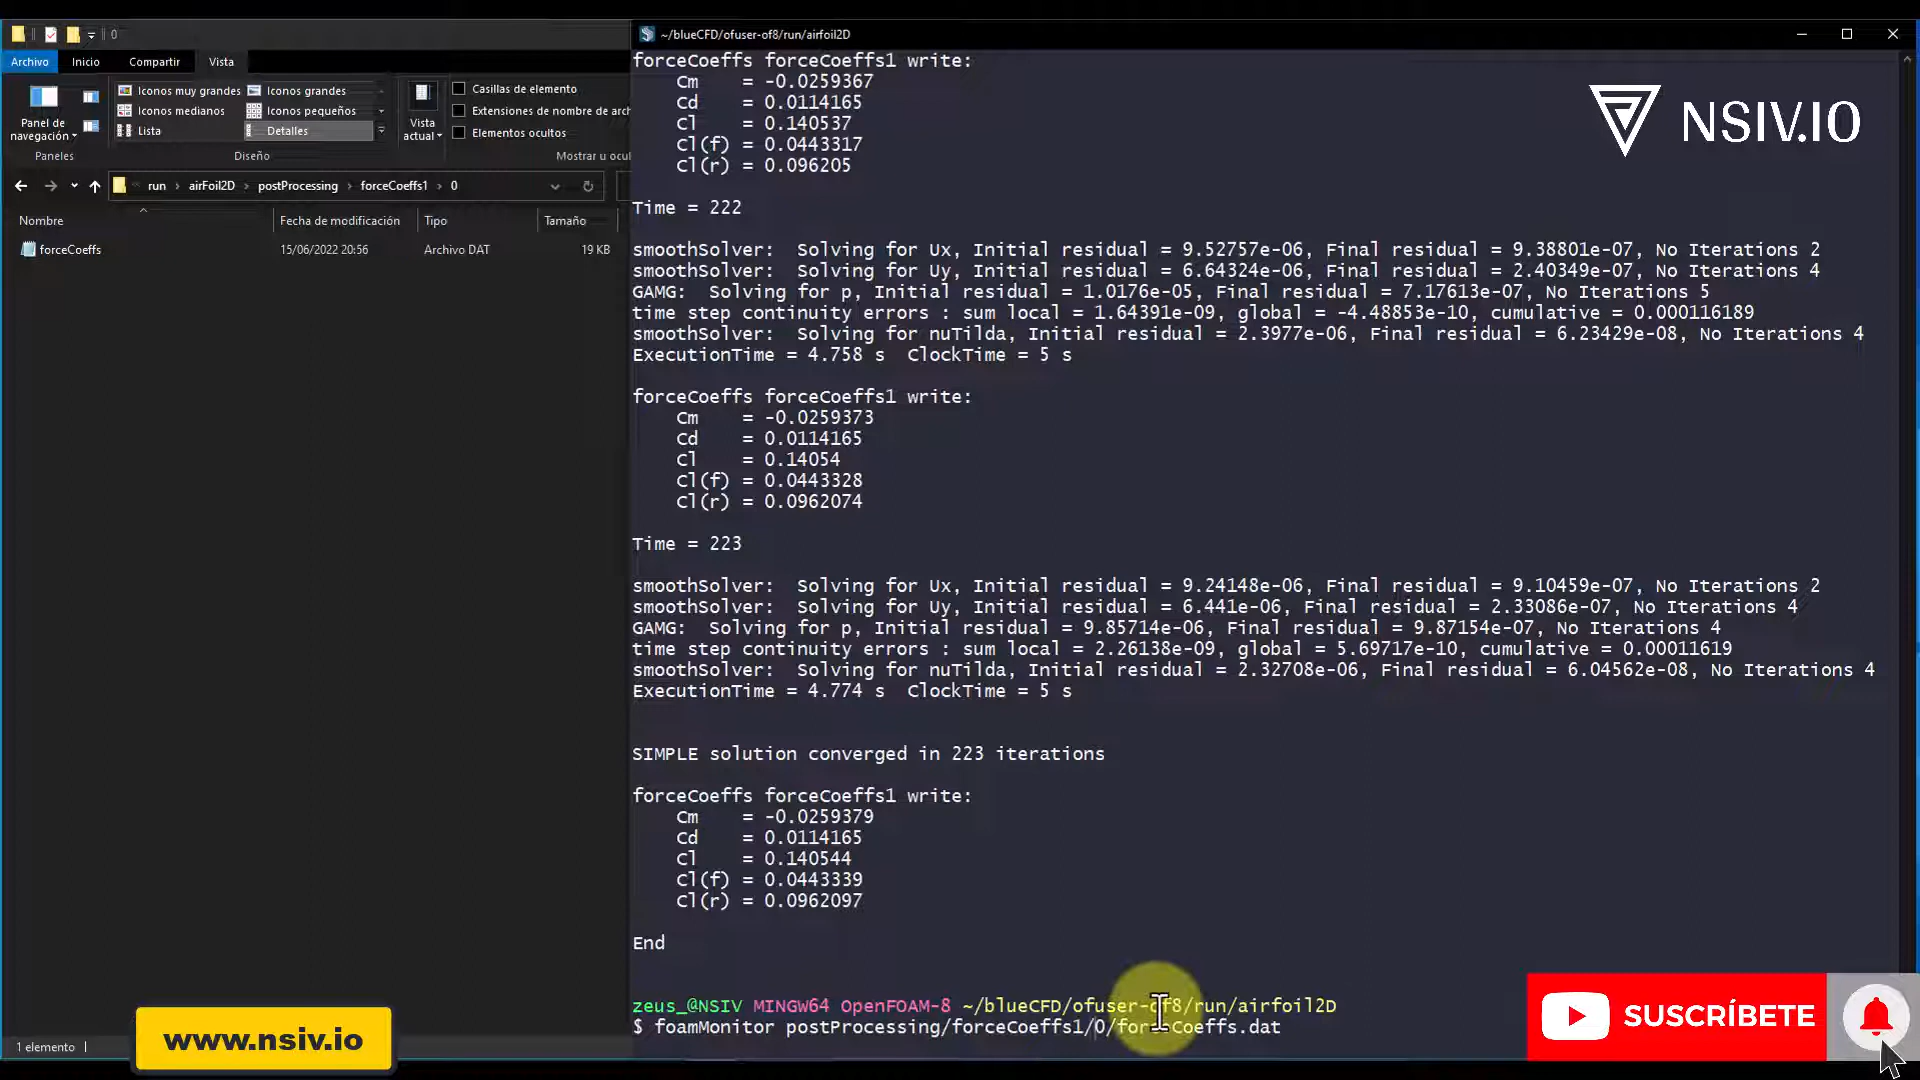 0
Archivo Inicio Compartir Vista
Panel de navegación
Paneles
Iconos muy grandes Iconos grandes
Iconos medianos Iconos pequeños
Lista Detalles
Diseño
Vista actual
Casillas de elemento
Extensiones de nombre de arch
Elementos ocultos
Mostrar u ocul
run > airFoil2D > postProcessing > forceCoeffs1 > 0
Nombre Fecha de modificación Tipo Tamaño
forceCoeffs 15/06/2022 20:56 Archivo DAT 19 KB
1 elemento
www.nsiv.io
~/blueCFD/ofuser-of8/run/airfoil2D
NSIV.IO
forceCoeffs forceCoeffs1 write:
Cm = -0.0259367
Cd = 0.0114165
Cl = 0.140537
Cl(f) = 0.0443317
Cl(r) = 0.096205
Time = 222
smoothSolver: Solving for Ux, Initial residual = 9.52757e-06, Final residual = 9.38801e-07, No Iterations 2
smoothSolver: Solving for Uy, Initial residual = 6.64324e-06, Final residual = 2.40349e-07, No Iterations 4
GAMG: Solving for p, Initial residual = 1.0176e-05, Final residual = 7.17613e-07, No Iterations 5
time step continuity errors : sum local = 1.64391e-09, global = -4.48853e-10, cumulative = 0.000116189
smoothSolver: Solving for nuTilda, Initial residual = 2.3977e-06, Final residual = 6.23429e-08, No Iterations 4
ExecutionTime = 4.758 s ClockTime = 5 s
forceCoeffs forceCoeffs1 write:
Cm = -0.0259373
Cd = 0.0114165
Cl = 0.14054
Cl(f) = 0.0443328
Cl(r) = 0.0962074
Time = 223
smoothSolver: Solving for Ux, Initial residual = 9.24148e-06, Final residual = 9.10459e-07, No Iterations 2
smoothSolver: Solving for Uy, Initial residual = 6.441e-06, Final residual = 2.33086e-07, No Iterations 4
GAMG: Solving for p, Initial residual = 9.85714e-06, Final residual = 9.87154e-07, No Iterations 4
time step continuity errors : sum local = 2.26138e-09, global = 5.69717e-10, cumulative = 0.00011619
smoothSolver: Solving for nuTilda, Initial residual = 2.32708e-06, Final residual = 6.04562e-08, No Iterations 4
ExecutionTime = 4.774 s ClockTime = 5 s
SIMPLE solution converged in 223 iterations
forceCoeffs forceCoeffs1 write:
Cm = -0.0259379
Cd = 0.0114165
Cl = 0.140544
Cl(f) = 0.0443339
Cl(r) = 0.0962097
End
zeus_@NSIV MINGW64 OpenFOAM-8 ~/blueCFD/ofuser-of8/run/airfoil2D
$ foamMonitor postProcessing/forceCoeffs1/0/forceCoeffs.dat
SUSCRÍBETE